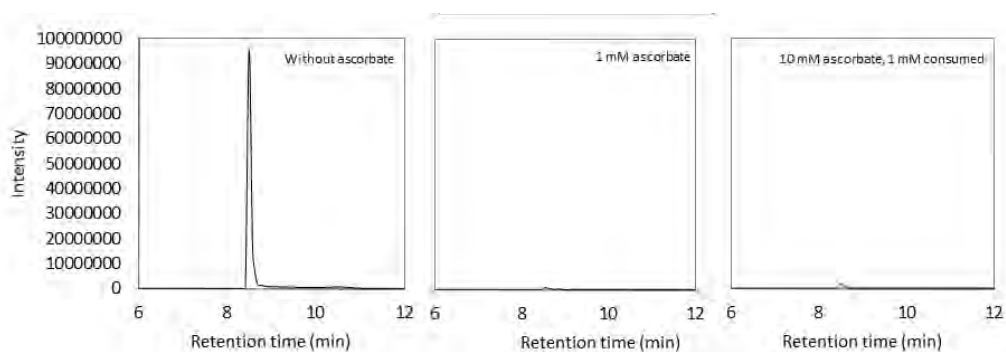 100000000
90000000
80000000
70000000
60000000
50000000
40000000
30000000
20000000
10000000
0
Intensity
Without ascorbate
6 8 10 12
Retention time (min)
1 mM ascorbate
6 8 10 12
Retention time (min)
10 mM ascorbate, 1 mM consumed
6 8 10 12
Retention time (min)